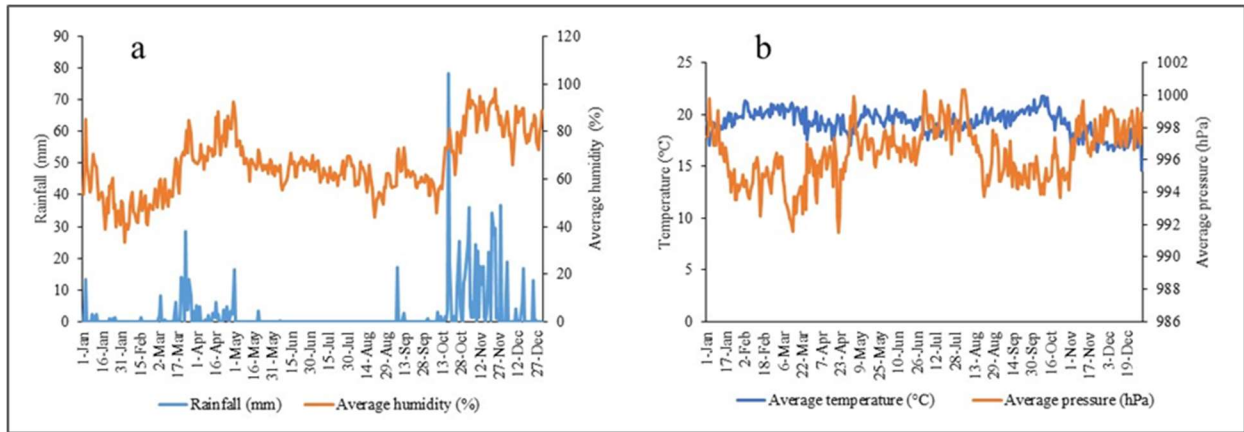 a
90
80
70
60
50
40
30
20
10
0
Rainfall (mm)
120
100
80
60
40
20
0
Average humidity (%)
1-Jan
16-Jan
31-Jan
15-Feb
2-Mar
17-Mar
1-Apr
16-Apr
1-May
16-May
31-May
15-Jun
30-Jun
15-Jul
30-Jul
14-Aug
29-Aug
13-Sep
28-Sep
13-Oct
28-Oct
12-Nov
27-Nov
12-Dec
27-Dec
Rainfall (mm) Average humidity (%)
b
25
20
15
10
5
0
Temperature (°C)
1002
1000
998
996
994
992
990
988
986
Average pressure (hPa)
1-Jan
17-Jan
2-Feb
18-Feb
6-Mar
22-Mar
7-Apr
23-Apr
9-May
25-May
10-Jun
26-Jun
12-Jul
28-Jul
13-Aug
29-Aug
14-Sep
30-Sep
16-Oct
1-Nov
17-Nov
3-Dec
19-Dec
Average temperature (°C) Average pressure (hPa)